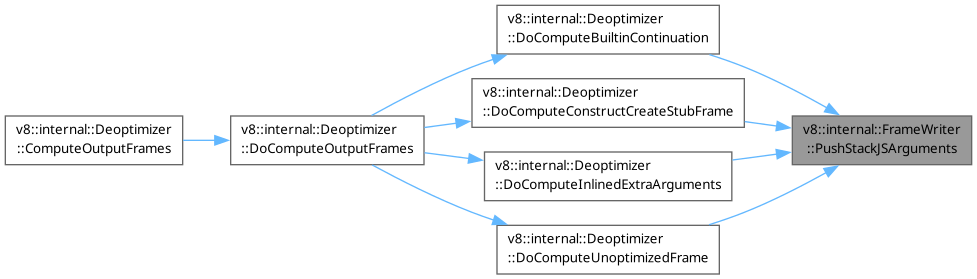 v8::internal::Deoptimizer
::ComputeOutputFrames
v8::internal::Deoptimizer
::DoComputeOutputFrames
v8::internal::Deoptimizer
::DoComputeBuiltinContinuation
v8::internal::Deoptimizer
::DoComputeConstructCreateStubFrame
v8::internal::Deoptimizer
::DoComputeInlinedExtraArguments
v8::internal::Deoptimizer
::DoComputeUnoptimizedFrame
v8::internal::FrameWriter
::PushStackJSArguments